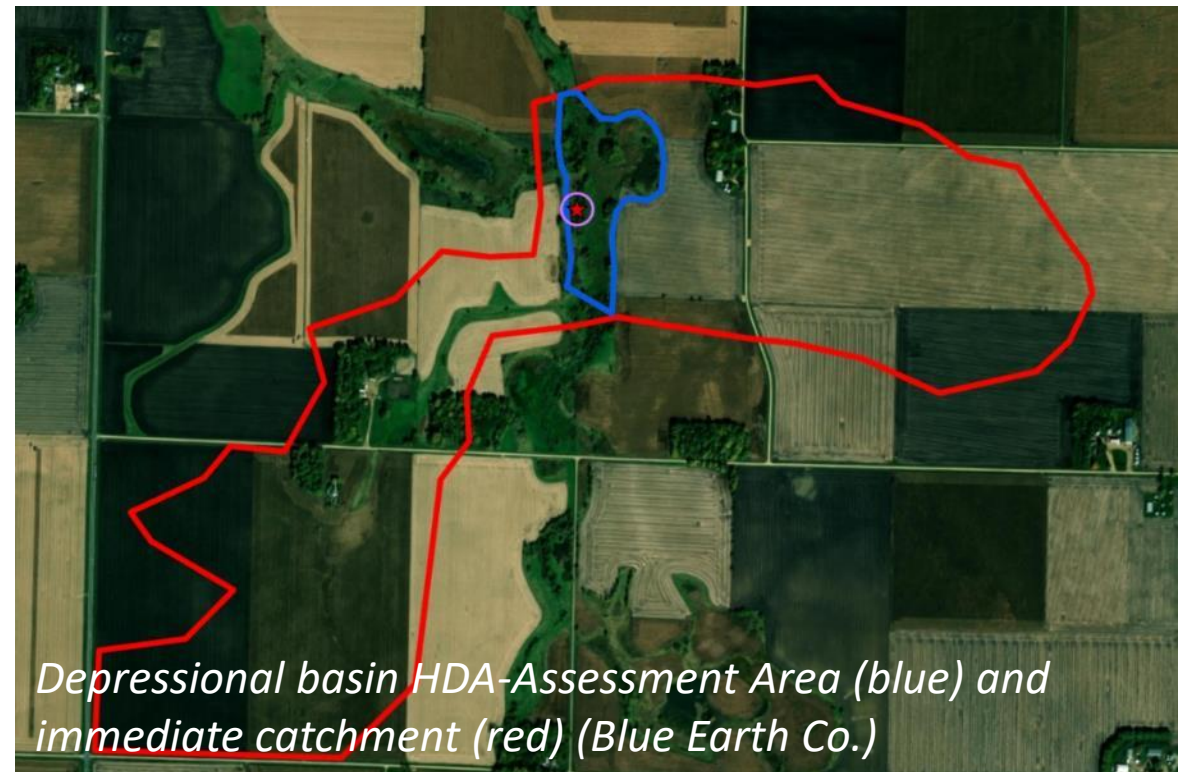 Depressional basin HDA-Assessment Area (blue) and
immediate catchment (red) (Blue Earth Co.)